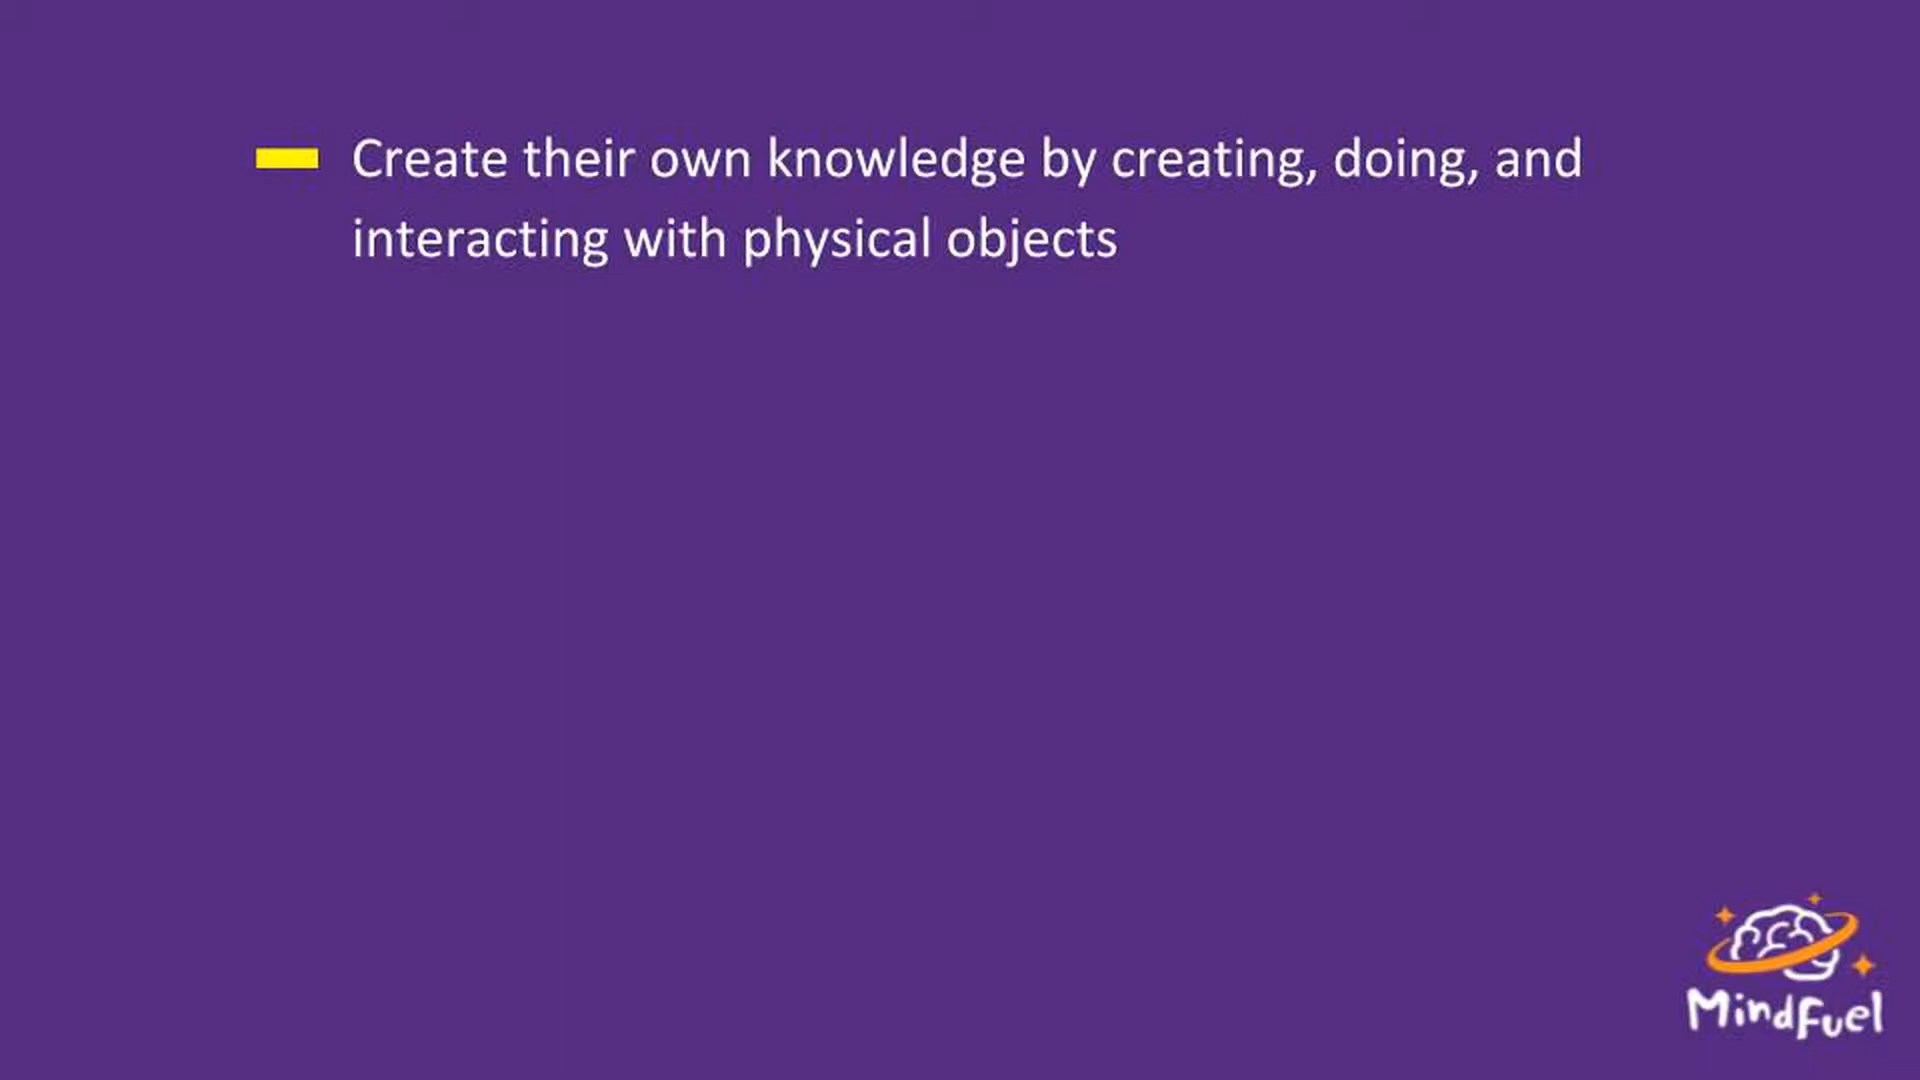 Create their own knowledge by creating, doing, and
interacting with physical objects
MindFuel